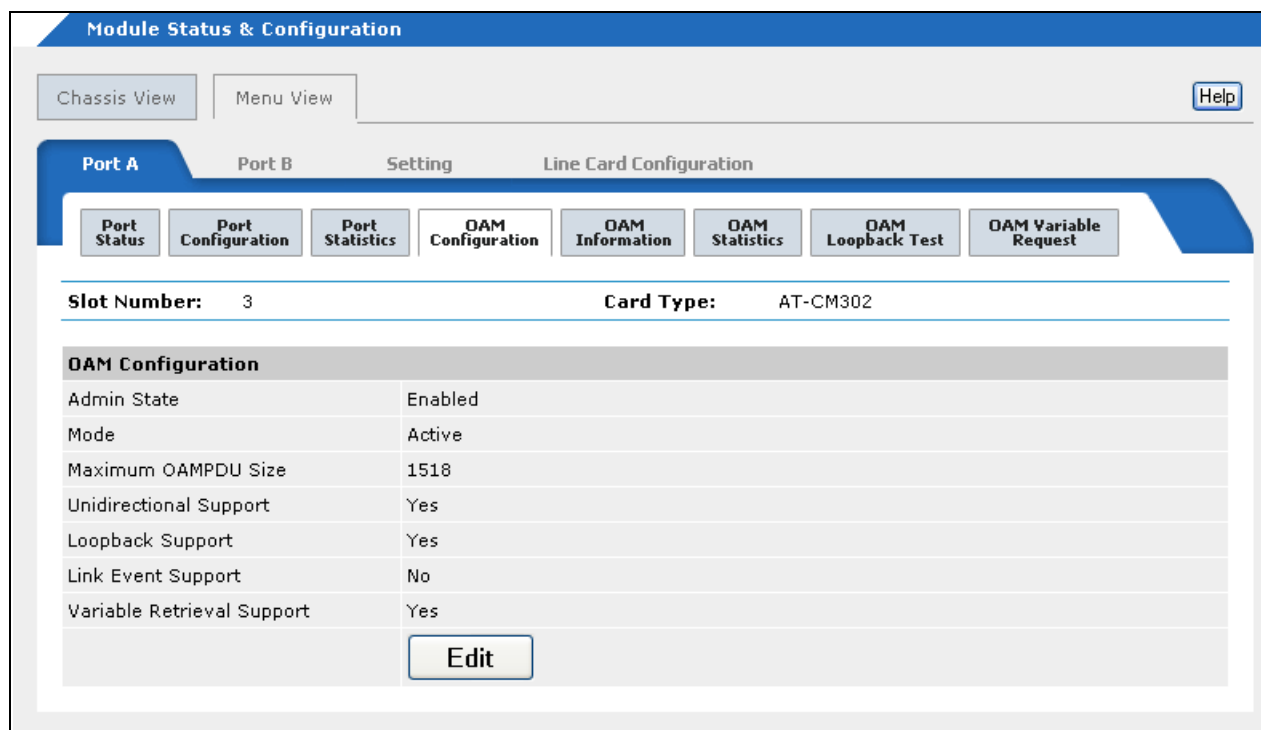 Module Status & Configuration
Chassis View Menu View Help
Port A Port B Setting Line Card Configuration
Port Status Port Configuration Port Statistics OAM Configuration OAM Information OAM Statistics OAM Loopback Test OAM Variable Request
Slot Number: 3 Card Type: AT-CM302
OAM Configuration
Admin State Enabled
Mode Active
Maximum OAMPDU Size 1518
Unidirectional Support Yes
Loopback Support Yes
Link Event Support No
Variable Retrieval Support Yes
Edit